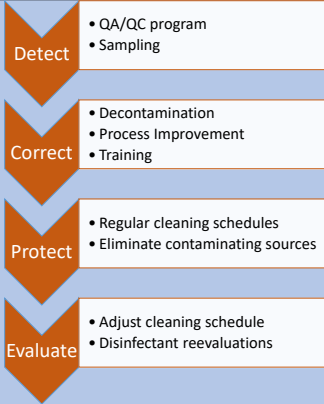 Detect
• QA/QC program
• Sampling
Correct
• Decontamination
• Process Improvement
• Training
Protect
• Regular cleaning schedules
• Eliminate contaminating sources
Evaluate
• Adjust cleaning schedule
• Disinfectant reevaluations